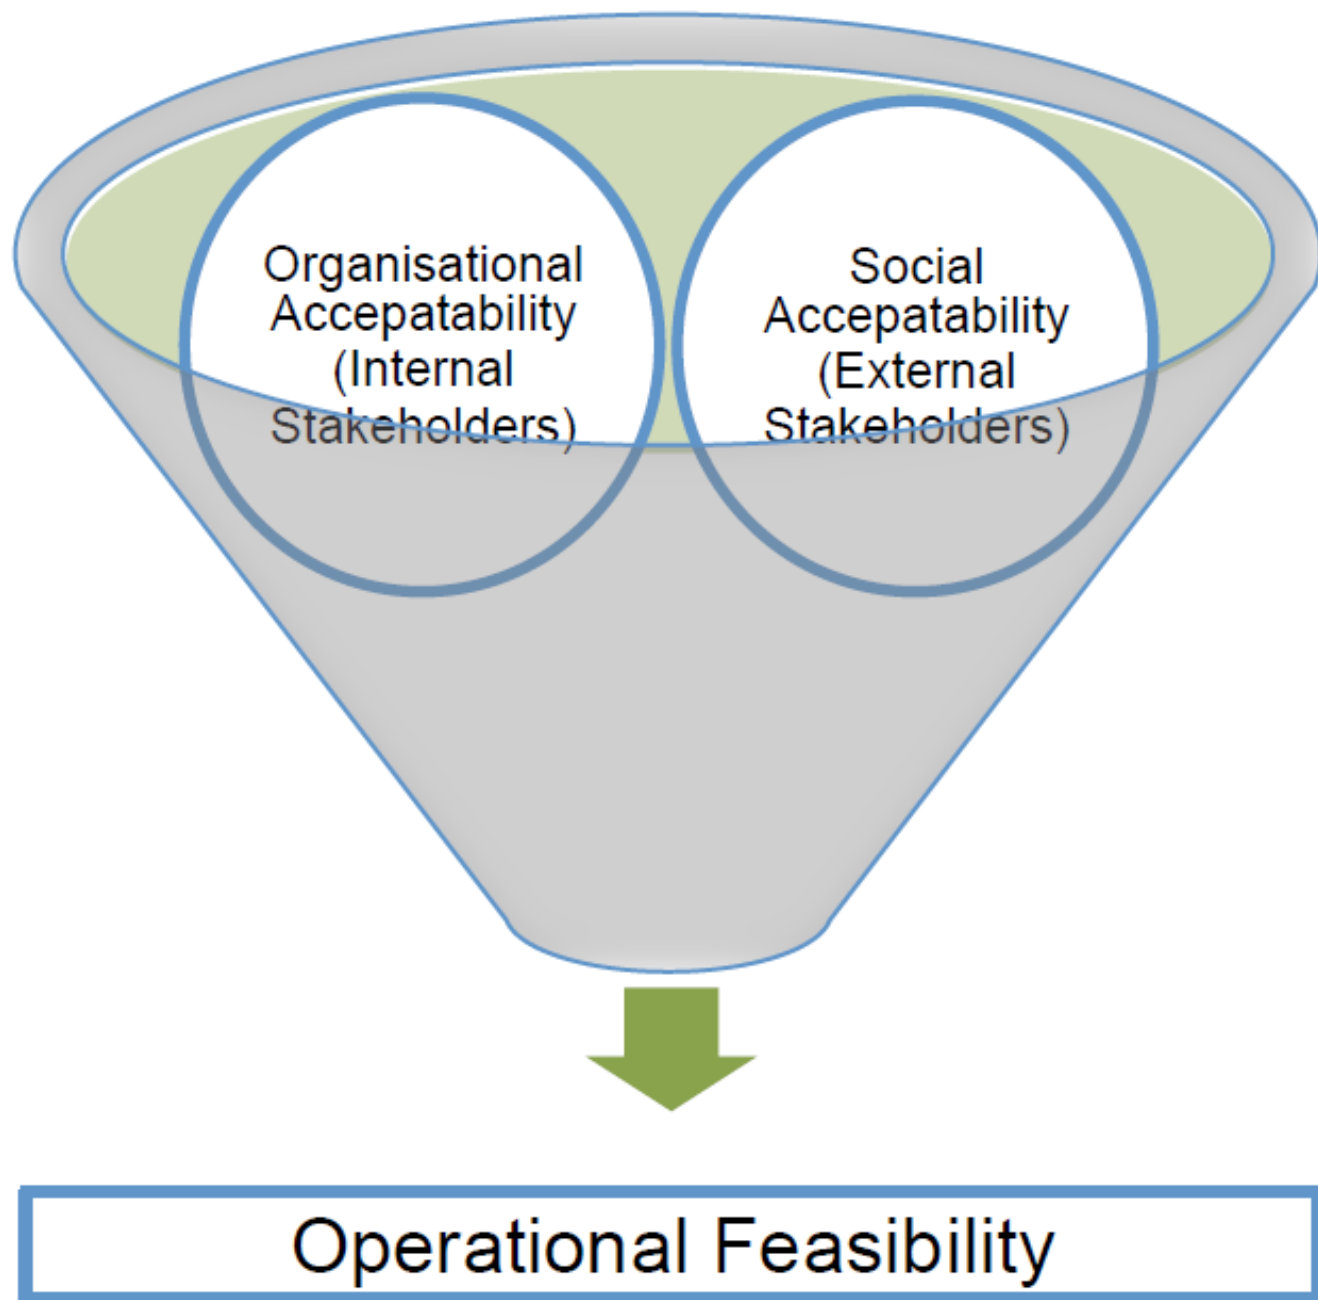 Organisational
Accepatability
(Internal
Stakeholders)
Social
Accepatability
(External
Stakeholders)
Operational Feasibility